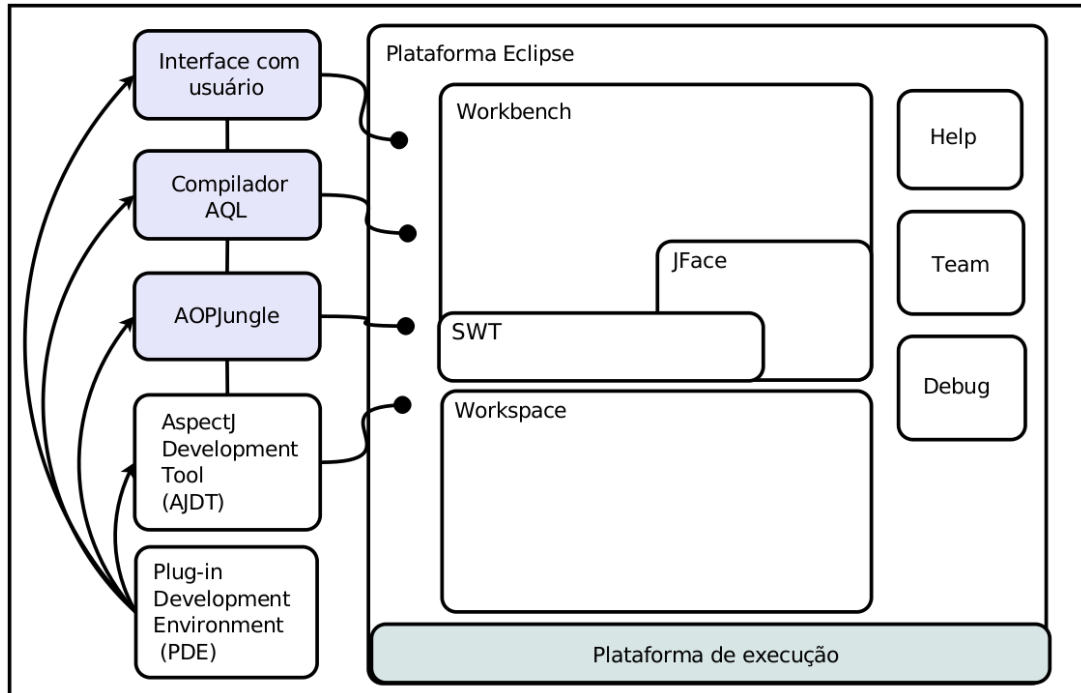 Interface com
usuário
Compilador
AQL
AOPJungle
AspectJ
Development
Tool
(AJDT)
Plug-in
Development
Environment
(PDE)
Plataforma Eclipse
Workbench
JFace
SWT
Workspace
Help
Team
Debug
Plataforma de execução